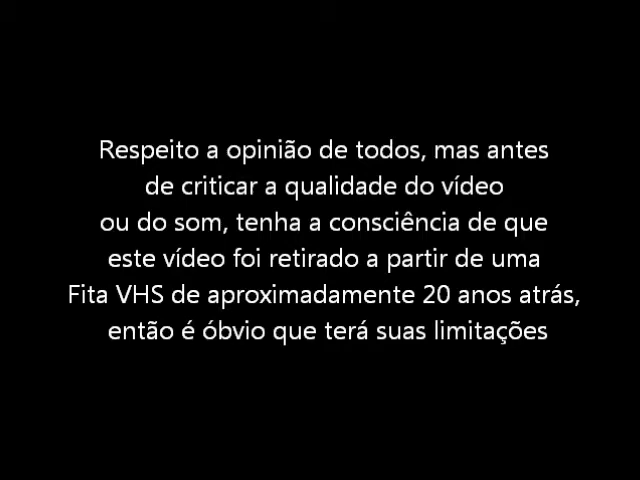 Respeito a opinião de todos, mas antes
de criticar a qualidade do vídeo
ou do som, tenha a consciência de que
este vídeo foi retirado a partir de uma
Fita VHS de aproximadamente 20 anos atrás,
então é óbvio que terá suas limitações